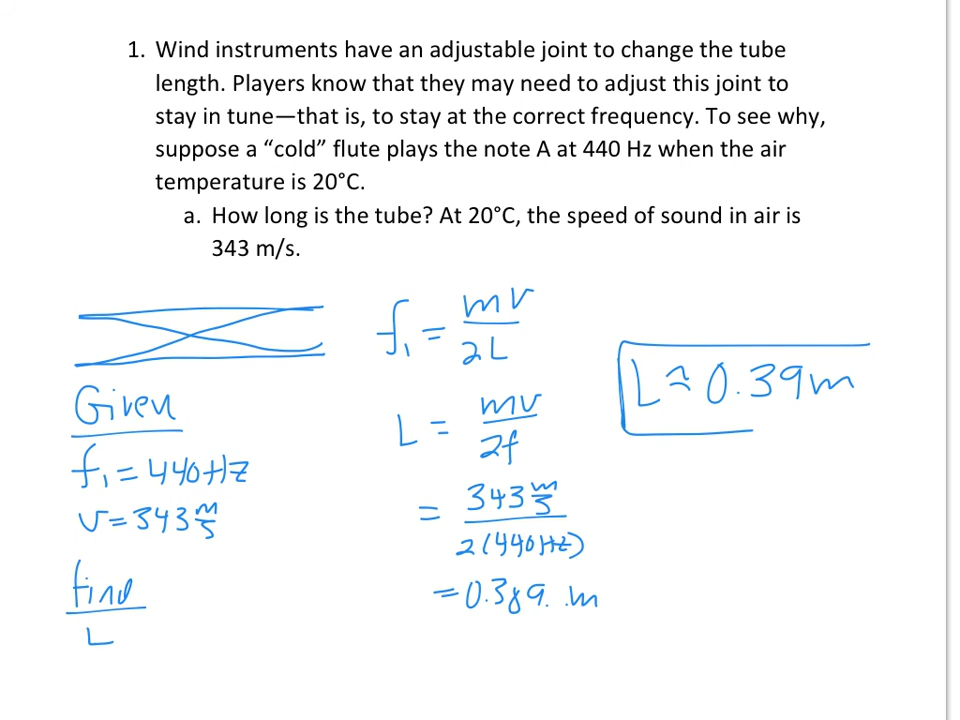 1. Wind instruments have an adjustable joint to change the tube
length. Players know that they may need to adjust this joint to
stay in tune—that is, to stay at the correct frequency. To see why,
suppose a “cold” flute plays the note A at 440 Hz when the air
temperature is 20°C.
a. How long is the tube? At 20°C, the speed of sound in air is
343 m/s.
f₁ = mv/2L
L = mv/2f
= 343 m/s / 2(440Hz)
= 0.389. .m
L ≈ 0.39m
Given
f₁ = 440Hz
v = 343 m/s
find
L